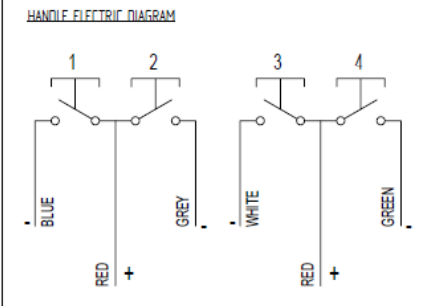 HANDLE ELECTRIC DIAGRAM
1 2 3 4
BLUE GREY WHITE GREEN
- - - -
RED + RED +